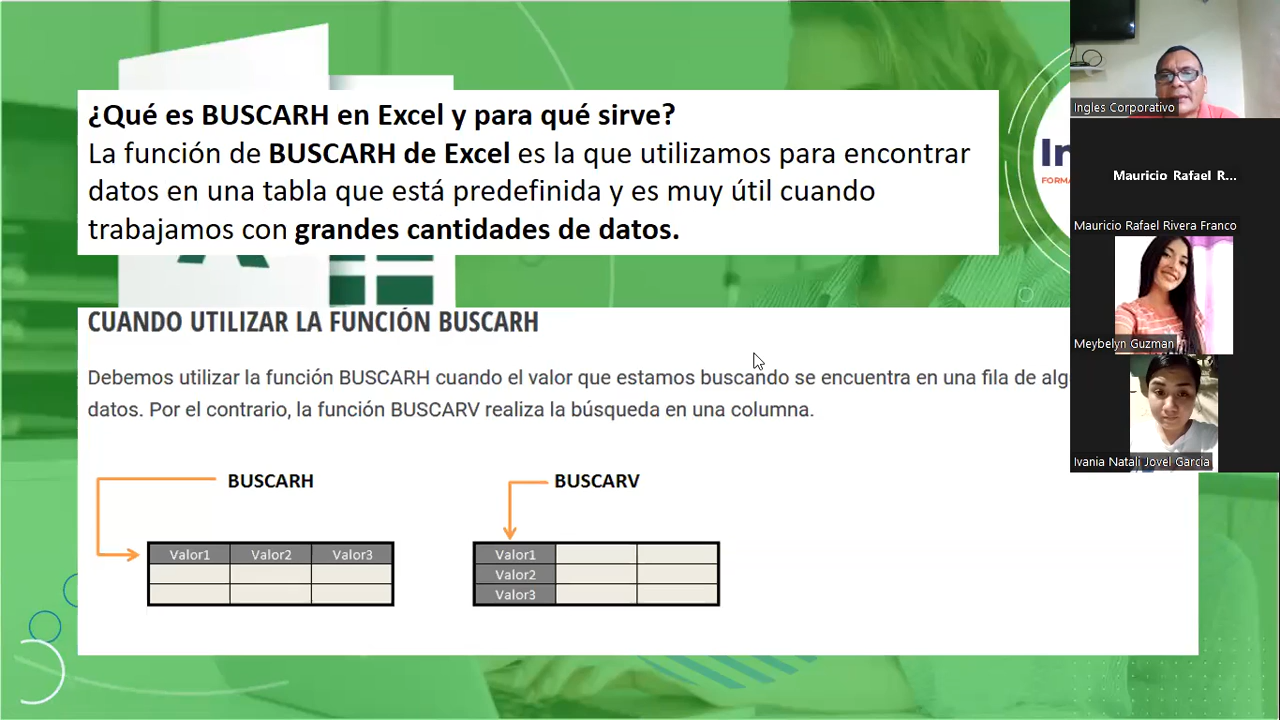 ¿Qué es BUSCARH en Excel y para qué sirve?
La función de BUSCARH de Excel es la que utilizamos para encontrar
datos en una tabla que está predefinida y es muy útil cuando
trabajamos con grandes cantidades de datos.
CUANDO UTILIZAR LA FUNCIÓN BUSCARH
Debemos utilizar la función BUSCARH cuando el valor que estamos buscando se encuentra en una fila de
datos. Por el contrario, la función BUSCARV realiza la búsqueda en una columna.
BUSCARH
Valor1 Valor2 Valor3
BUSCARV
Valor1
Valor2
Valor3
Ingles Corporativo
Mauricio Rafael R...
Mauricio Rafael Rivera Franco
Meybelyn Guzman
Ivania Natali Jovel Garcia